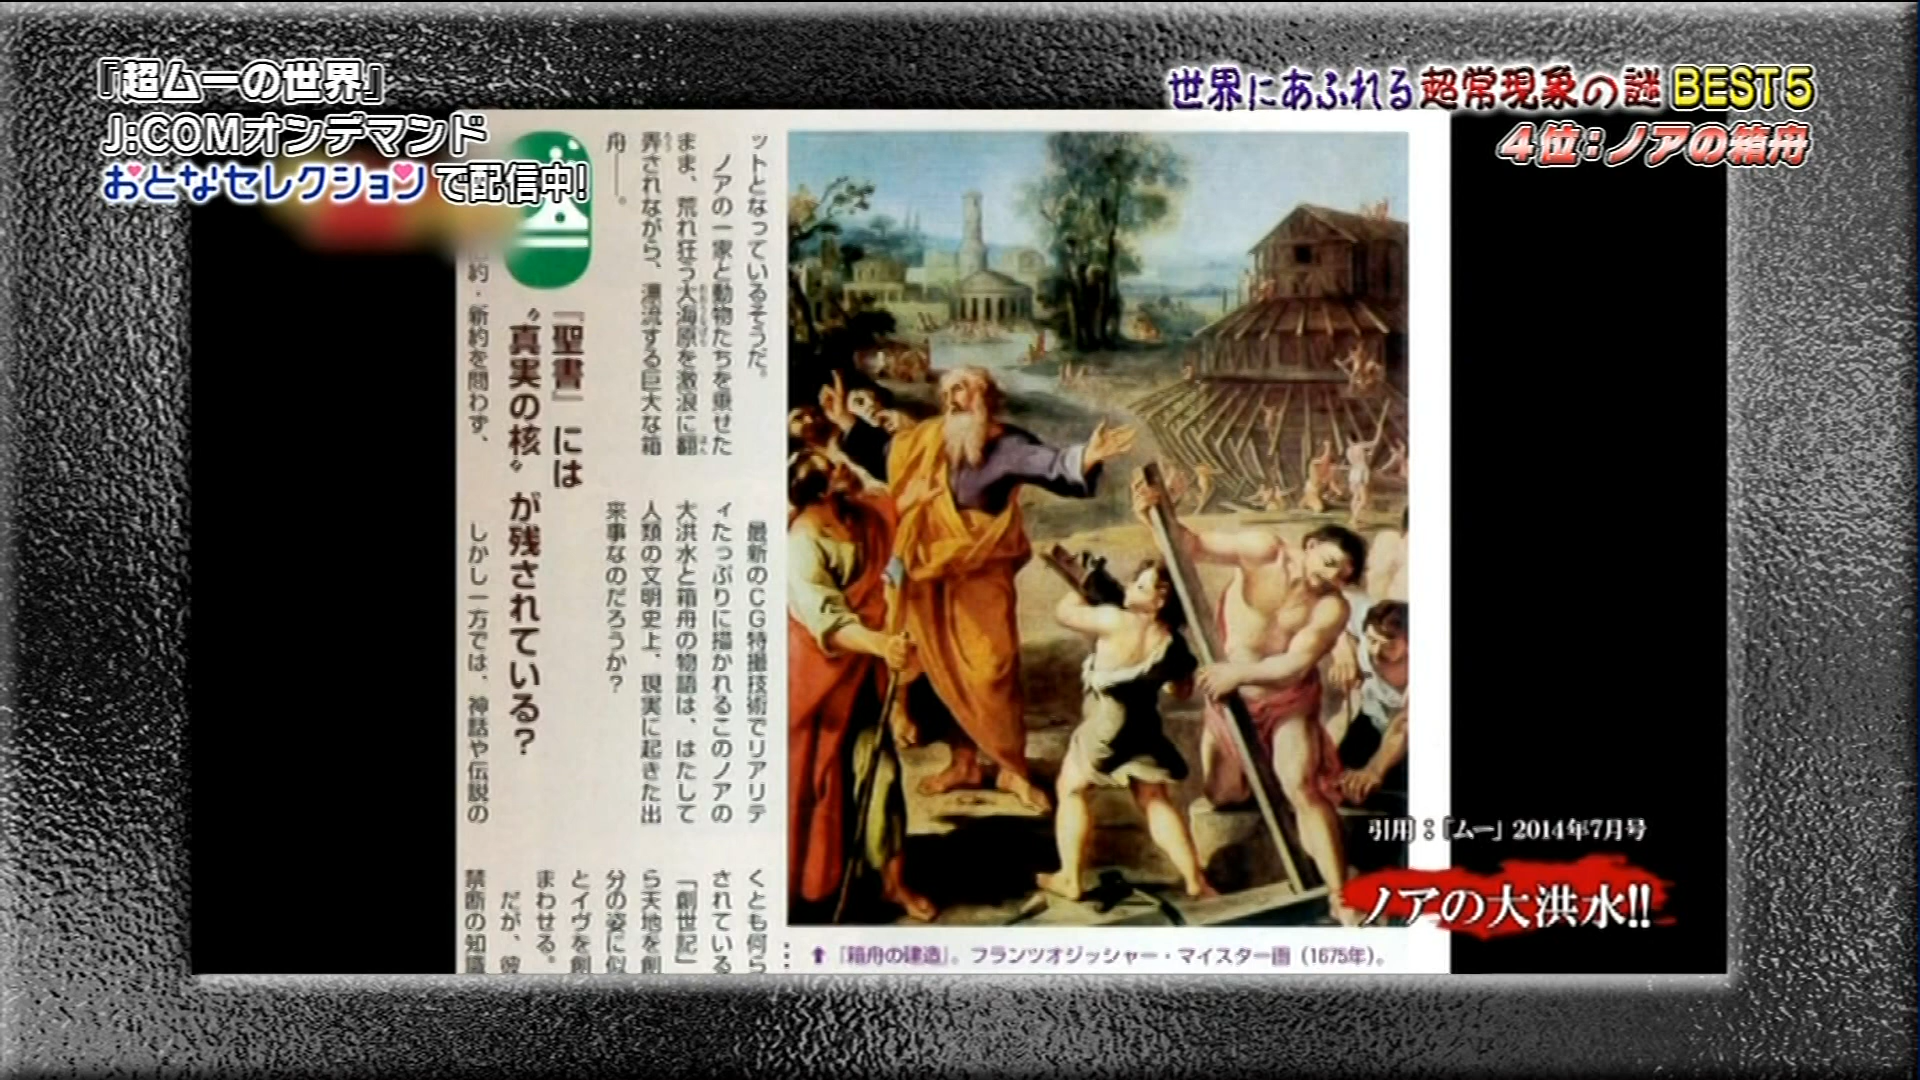 『超ムーの世界』
J:COMオンデマンド
おとなセレクションで配信中!
世界にあふれる超常現象の謎BEST5
4位:ノアの箱舟
ットとなっているそうだ。
ノアの一家と動物たちを乗せた
まま、荒れ狂う大海原を激浪に翻
弄されながら、漂流する巨大な箱
舟――。
『聖書』には
〝真実の核〟が残されている?
約・新約を問わず、
最新のCG特撮技術でリアリテ
ィたっぷりに描かれるこのノアの
大洪水と箱舟の物語は、はたして
人類の文明史上、現実に起きた出
来事なのだろうか?
しかし一方では、神話や伝説の
くとも何ら
されている
『創世記』
ら天地を創
分の姿に似
とイヴを創
まわせる。
だが、彼
禁断の知識
⬆『箱舟の建造』。フランツオジッシャー・マイスター画(1675年)。
引用:「ムー」2014年7月号
ノアの大洪水!!